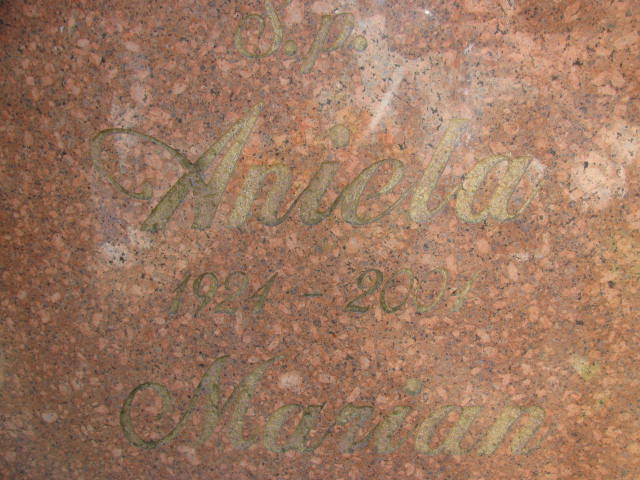 Ś.p.
Aniela
1921 - 2001
Marian